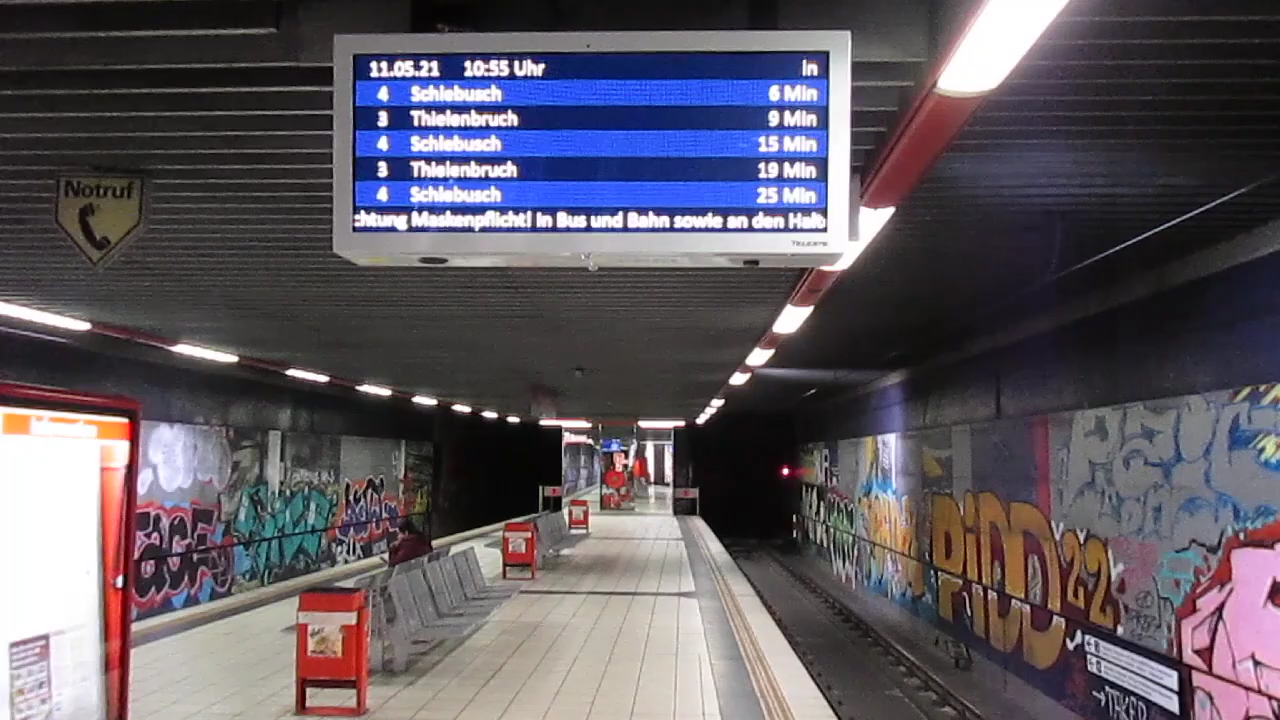 11.05.21 10:55 Uhr in
4 Schlebusch 6 Min
3 Thielenbruch 9 Min
4 Schlebusch 15 Min
3 Thielenbruch 19 Min
4 Schlebusch 25 Min
chtung Maskenpflicht! In Bus und Bahn sowie an den Halt
Notruf
PiDD 22